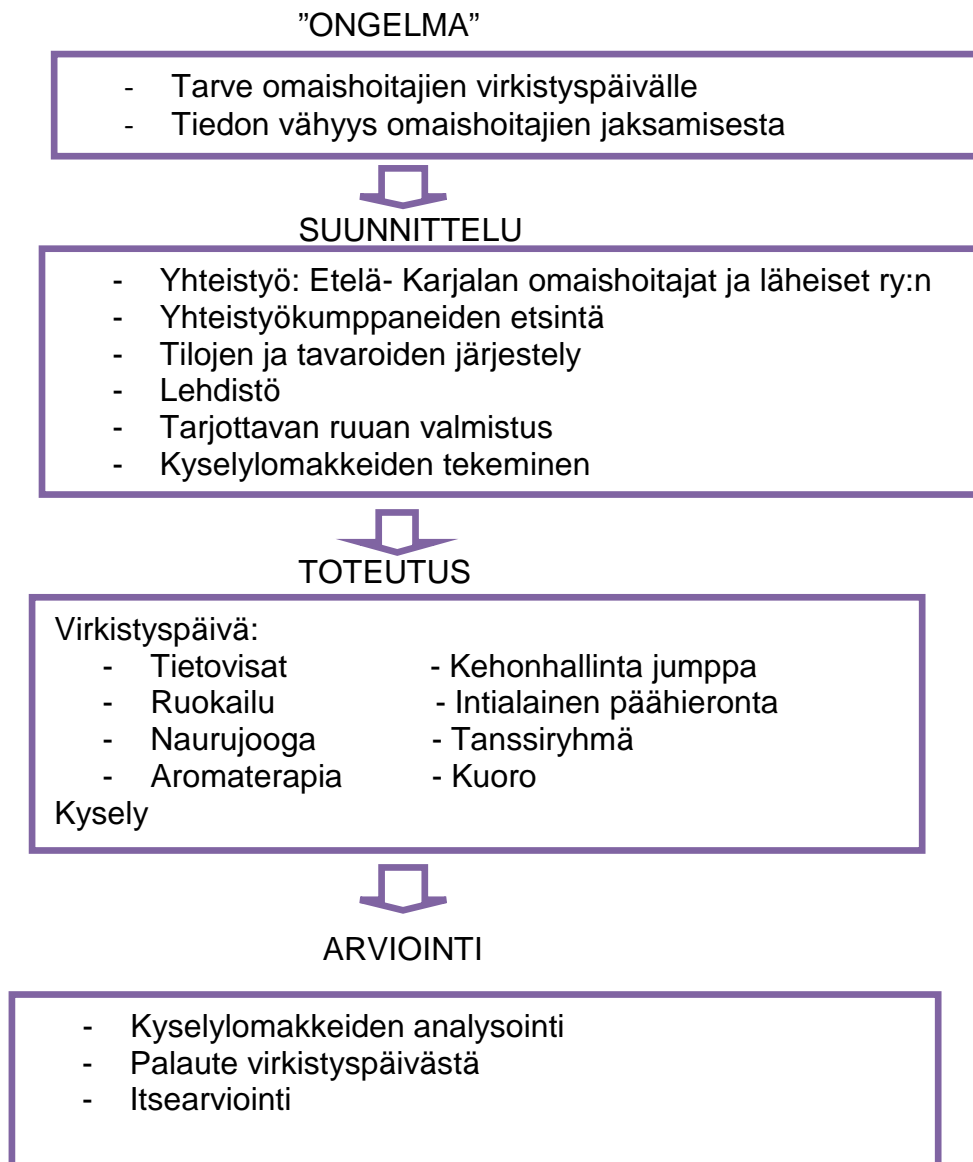 ”ONGELMA”
- Tarve omaishoitajien virkistyspäivälle
- Tiedon vähyys omaishoitajien jaksamisesta
SUUNNITTELU
- Yhteistyö: Etelä- Karjalan omaishoitajat ja läheiset ry:n
- Yhteistyökumppaneiden etsintä
- Tilojen ja tavaroiden järjestely
- Lehdistö
- Tarjottavan ruuan valmistus
- Kyselylomakkeiden tekeminen
TOTEUTUS
Virkistyspäivä:
- Tietovisat - Kehonhallinta jumppa
- Ruokailu - Intialainen päähieronta
- Naurujooga - Tanssiryhmä
- Aromaterapia - Kuoro
Kysely
ARVIOINTI
- Kyselylomakkeiden analysointi
- Palaute virkistyspäivästä
- Itsearviointi